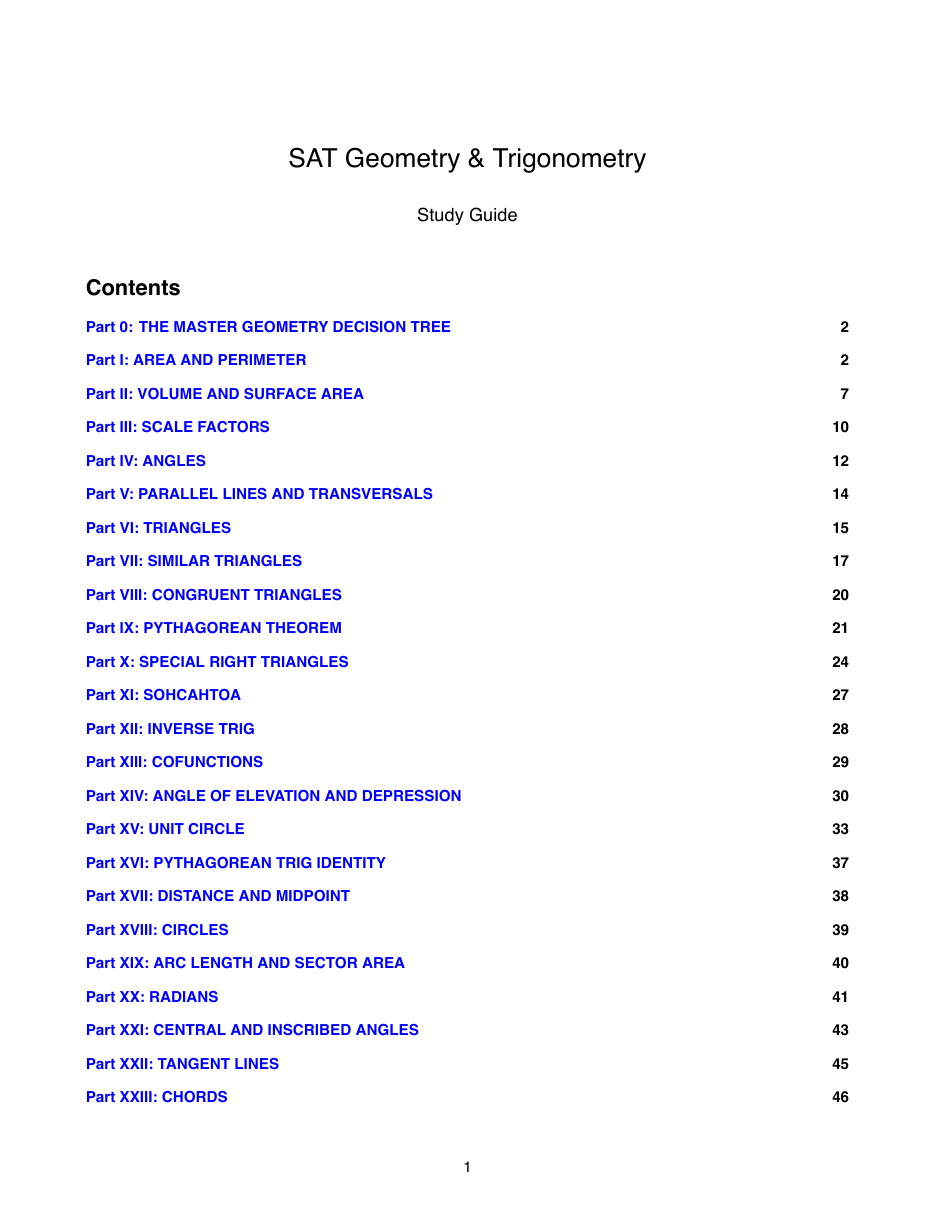 SAT Geometry & Trigonometry
Study Guide
Contents
Part 0: THE MASTER GEOMETRY DECISION TREE 2
Part I: AREA AND PERIMETER 2
Part II: VOLUME AND SURFACE AREA 7
Part III: SCALE FACTORS 10
Part IV: ANGLES 12
Part V: PARALLEL LINES AND TRANSVERSALS 14
Part VI: TRIANGLES 15
Part VII: SIMILAR TRIANGLES 17
Part VIII: CONGRUENT TRIANGLES 20
Part IX: PYTHAGOREAN THEOREM 21
Part X: SPECIAL RIGHT TRIANGLES 24
Part XI: SOHCAHTOA 27
Part XII: INVERSE TRIG 28
Part XIII: COFUNCTIONS 29
Part XIV: ANGLE OF ELEVATION AND DEPRESSION 30
Part XV: UNIT CIRCLE 33
Part XVI: PYTHAGOREAN TRIG IDENTITY 37
Part XVII: DISTANCE AND MIDPOINT 38
Part XVIII: CIRCLES 39
Part XIX: ARC LENGTH AND SECTOR AREA 40
Part XX: RADIANS 41
Part XXI: CENTRAL AND INSCRIBED ANGLES 43
Part XXII: TANGENT LINES 45
Part XXIII: CHORDS 46
1